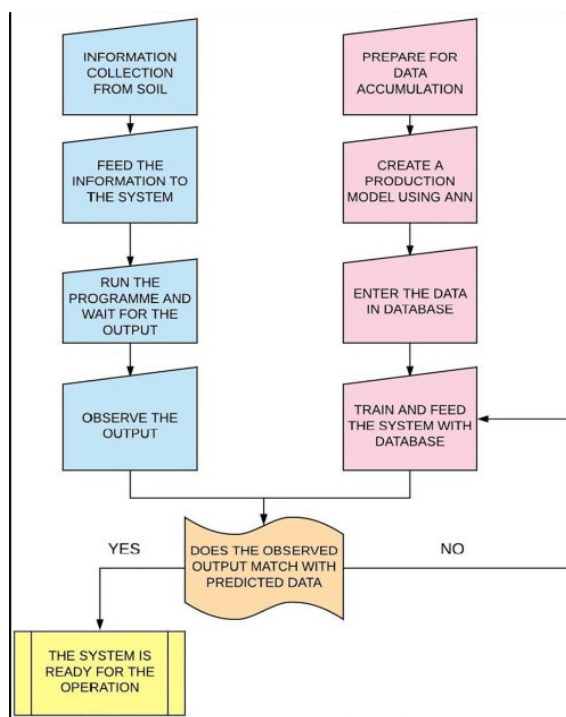 INFORMATION
COLLECTION
FROM SOIL
FEED THE
INFORMATION TO
THE SYSTEM
RUN THE
PROGRAMME AND
WAIT FOR THE
OUTPUT
OBSERVE THE
OUTPUT
PREPARE FOR
DATA
ACCUMULATION
CREATE A
PRODUCTION
MODEL USING ANN
ENTER THE DATA
IN DATABASE
TRAIN AND FEED
THE SYSTEM WITH
DATABASE
DOES THE OBSERVED
OUTPUT MATCH WITH
PREDICTED DATA
YES
NO
THE SYSTEM IS
READY FOR THE
OPERATION